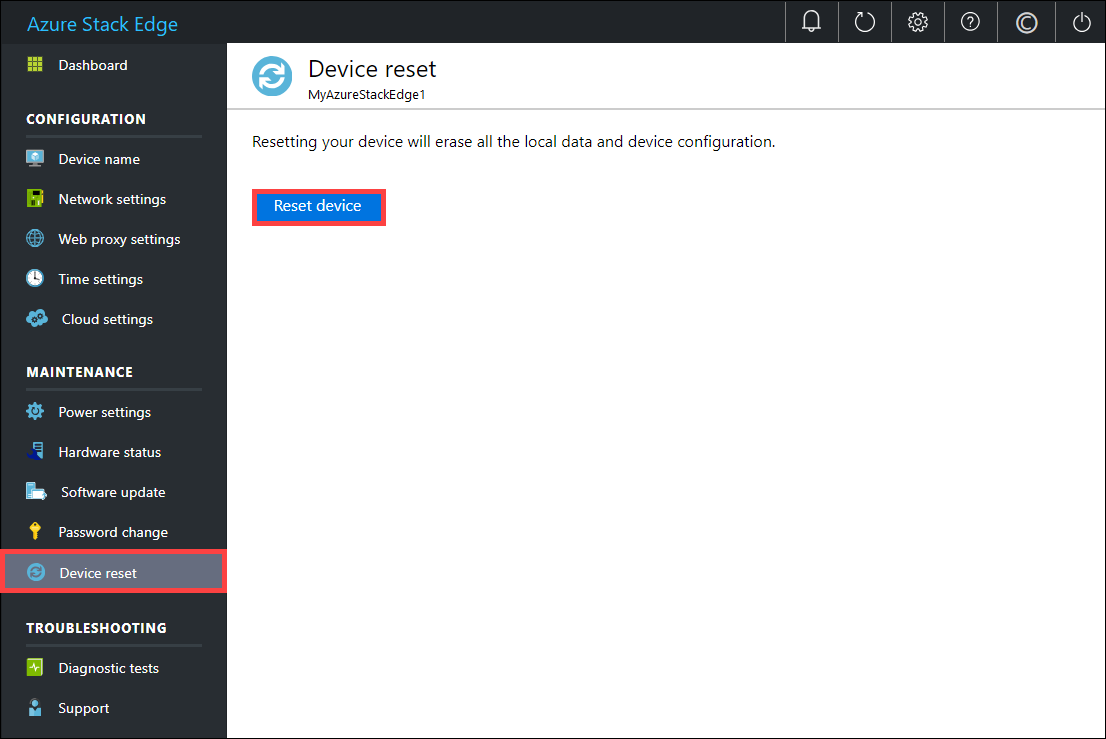 Azure Stack Edge
Dashboard
CONFIGURATION
Device name
Network settings
Web proxy settings
Time settings
Cloud settings
MAINTENANCE
Power settings
Hardware status
Software update
Password change
Device reset
TROUBLESHOOTING
Diagnostic tests
Support
Device reset
MyAzureStackEdge1
Resetting your device will erase all the local data and device configuration.
Reset device